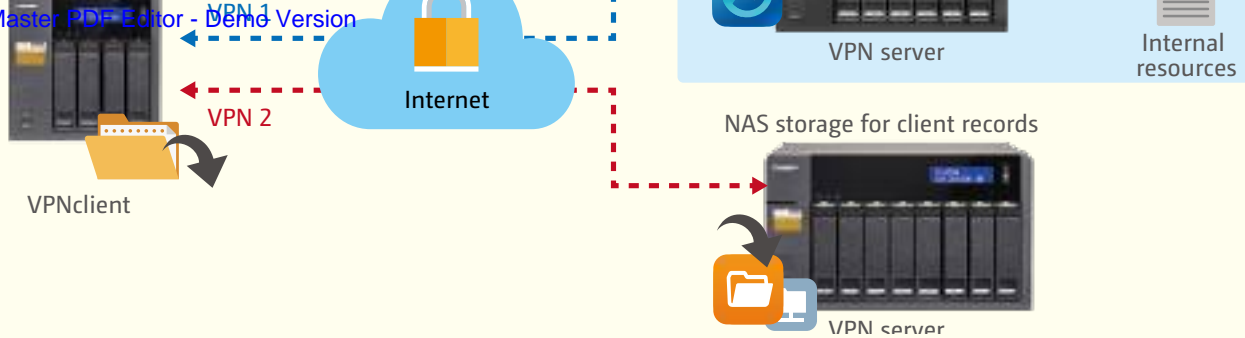 Master PDF Editor - Demo Version
VPN 1
VPN server
Internal
resources
Internet
VPN 2
NAS storage for client records
VPNclient
VPN server